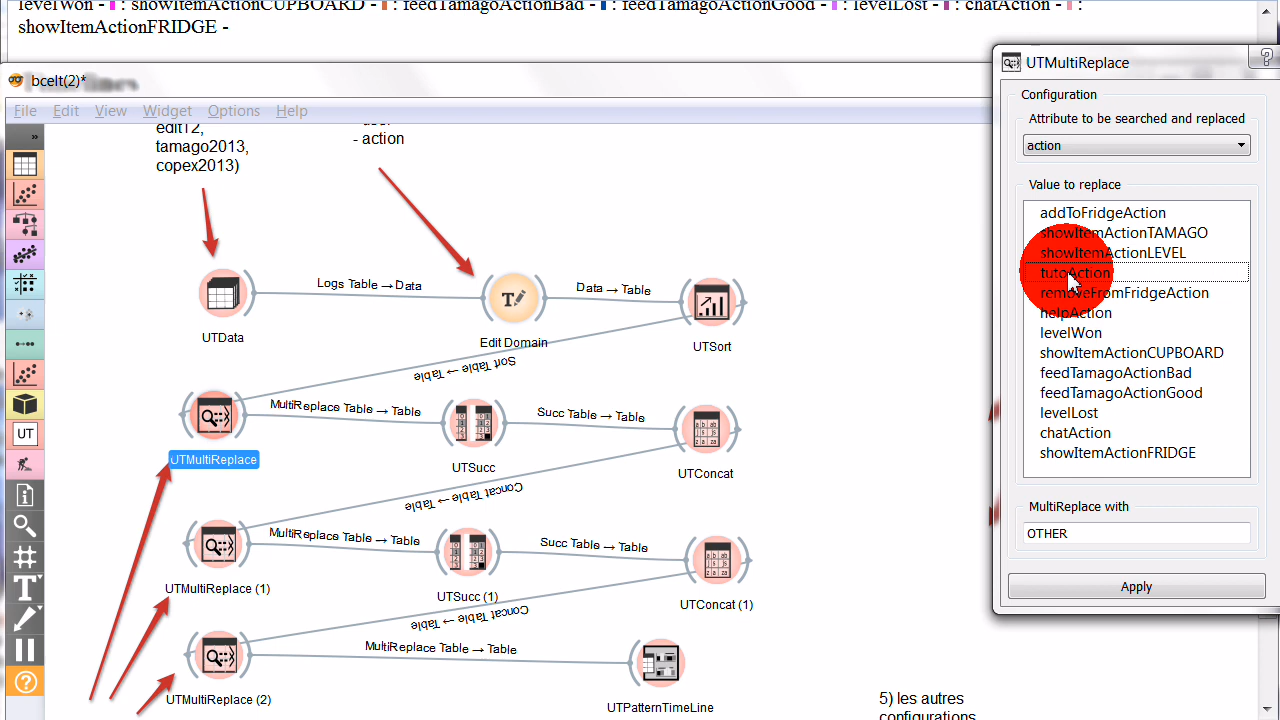 levelWon - : showItemActionCUPBOARD - : feedTamagoActionBad - : feedTamagoActionGood - : levelLost - : chatAction - :
showItemActionFRIDGE -
bcelt(2)*
File Edit View Widget Options Help
»
edit12,
tamago2013,
copex2013)
- action
Logs Table → Data
Data → Table
UTData
Edit Domain
UTSort
Sort Table → Table
MultiReplace Table → Table
Succ Table → Table
UTMultiReplace
UTSucc
UTConcat
Concat Table → Table
MultiReplace Table → Table
Succ Table → Table
UTMultiReplace (1)
UTSucc (1)
UTConcat (1)
Concat Table → Table
MultiReplace Table → Table
UTMultiReplace (2)
UTPatternTimeLine
5) les autres
configurations
UT
UTMultiReplace
?
Configuration
Attribute to be searched and replaced
action
Value to replace
addToFridgeAction
showItemActionTAMAGO
showItemActionLEVEL
tutoAction
removeFromFridgeAction
helpAction
levelWon
showItemActionCUPBOARD
feedTamagoActionBad
feedTamagoActionGood
levelLost
chatAction
showItemActionFRIDGE
MultiReplace with
OTHER
Apply